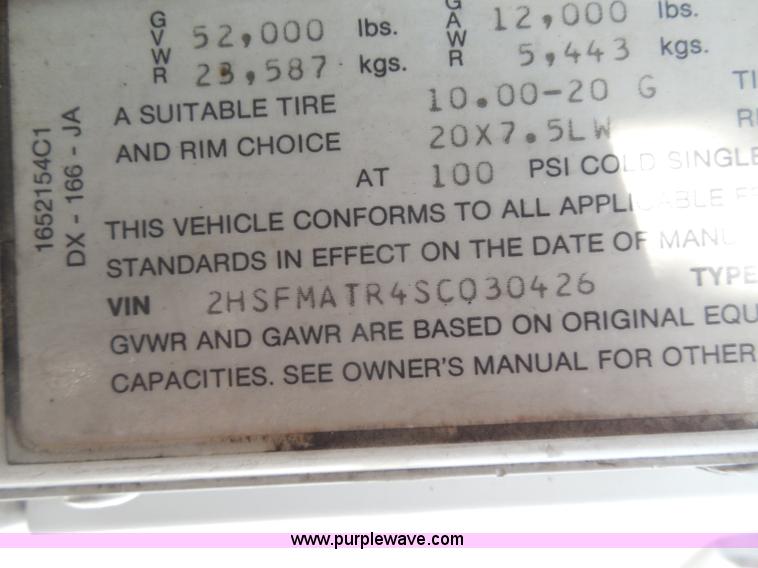 GVWR 52,000 lbs. GAWR 12,000 lbs.
23,587 kgs. 5,443 kgs.
A SUITABLE TIRE 10.00-20 G
AND RIM CHOICE 20X7.5LW
AT 100 PSI COLD SINGLE
THIS VEHICLE CONFORMS TO ALL APPLICABLE
STANDARDS IN EFFECT ON THE DATE OF
VIN 2HSFMATR4SC030426 TYPE
GVWR AND GAWR ARE BASED ON ORIGINAL
CAPACITIES. SEE OWNER'S MANUAL FOR OTHER
1652154C1
DX - 166 - JA
www.purplewave.com